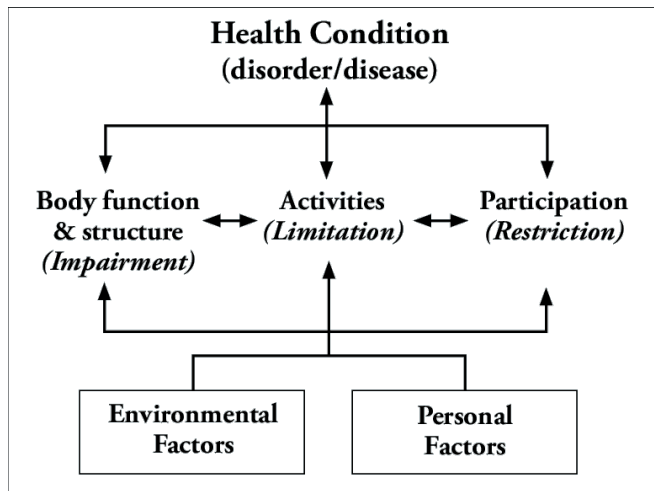 Health Condition
(disorder/disease)
Body function
& structure
(Impairment)
Activities
(Limitation)
Participation
(Restriction)
Environmental
Factors
Personal
Factors